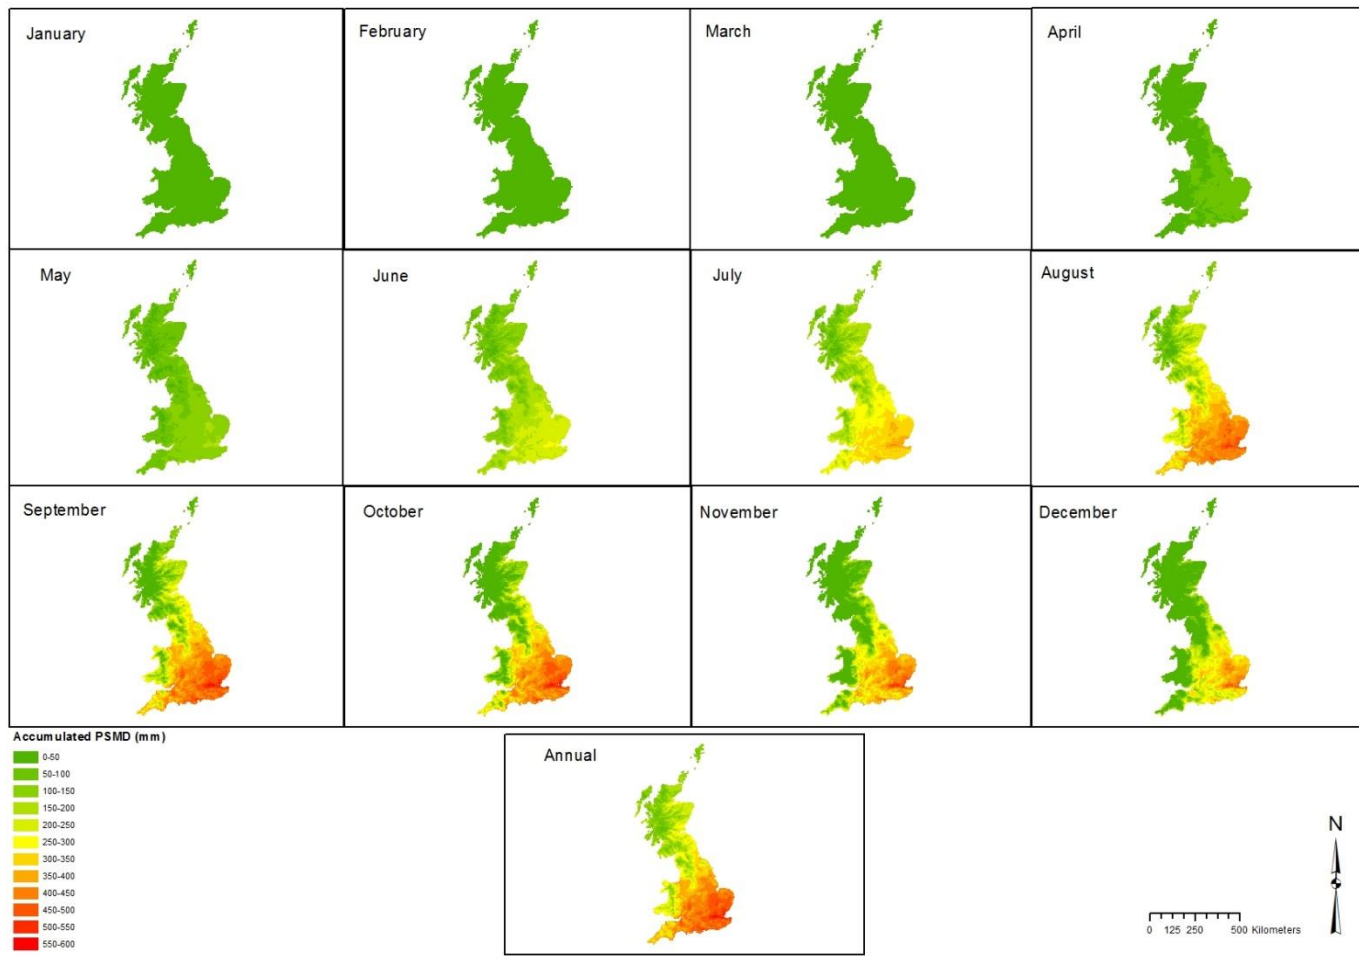 January
February
March
April
May
June
July
August
September
October
November
December
Accumulated PSMD (mm)
0-50
50-100
100-150
150-200
200-250
250-300
300-350
350-400
400-450
450-500
500-550
550-600
Annual
N
0 125 250 500 Kilometers